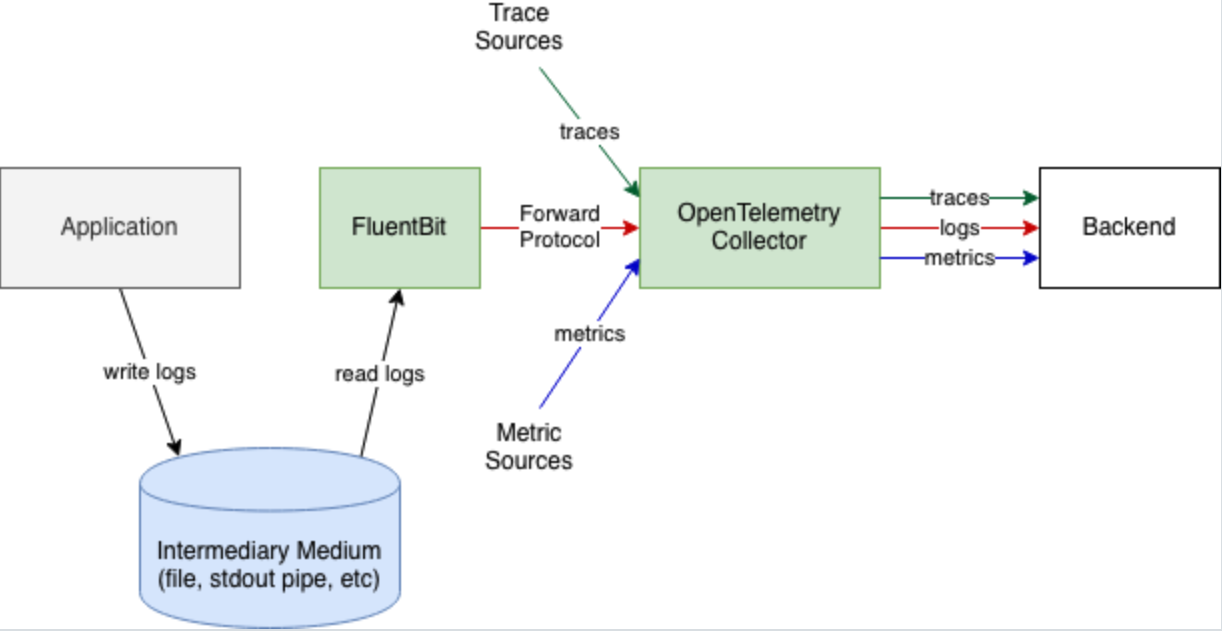 Trace
Sources
traces
Application
FluentBit
Forward
Protocol
OpenTelemetry
Collector
traces
logs
metrics
Backend
metrics
write logs
read logs
Metric
Sources
Intermediary Medium
(file, stdout pipe, etc)